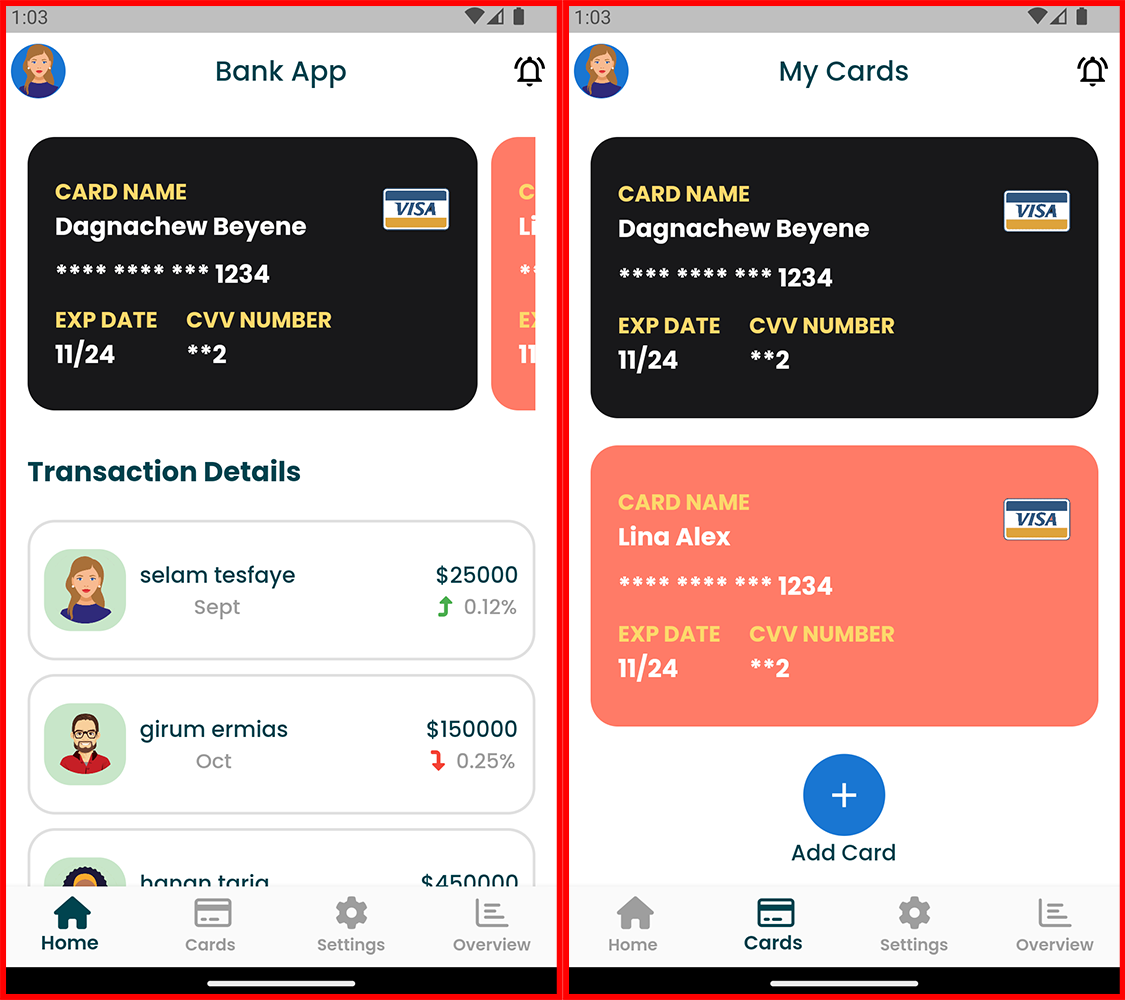 1:03
Bank App
CARD NAME
Dagnachew Beyene
VISA
**** **** *** 1234
EXP DATE CVV NUMBER
11/24 **2
C
Li
**
EX
11
Transaction Details
selam tesfaye $25000
Sept 0.12%
girum ermias $150000
Oct 0.25%
hanan tariq $450000
Home Cards Settings Overview
1:03
My Cards
CARD NAME
Dagnachew Beyene
VISA
**** **** *** 1234
EXP DATE CVV NUMBER
11/24 **2
CARD NAME
Lina Alex
VISA
**** **** *** 1234
EXP DATE CVV NUMBER
11/24 **2
+
Add Card
Home Cards Settings Overview